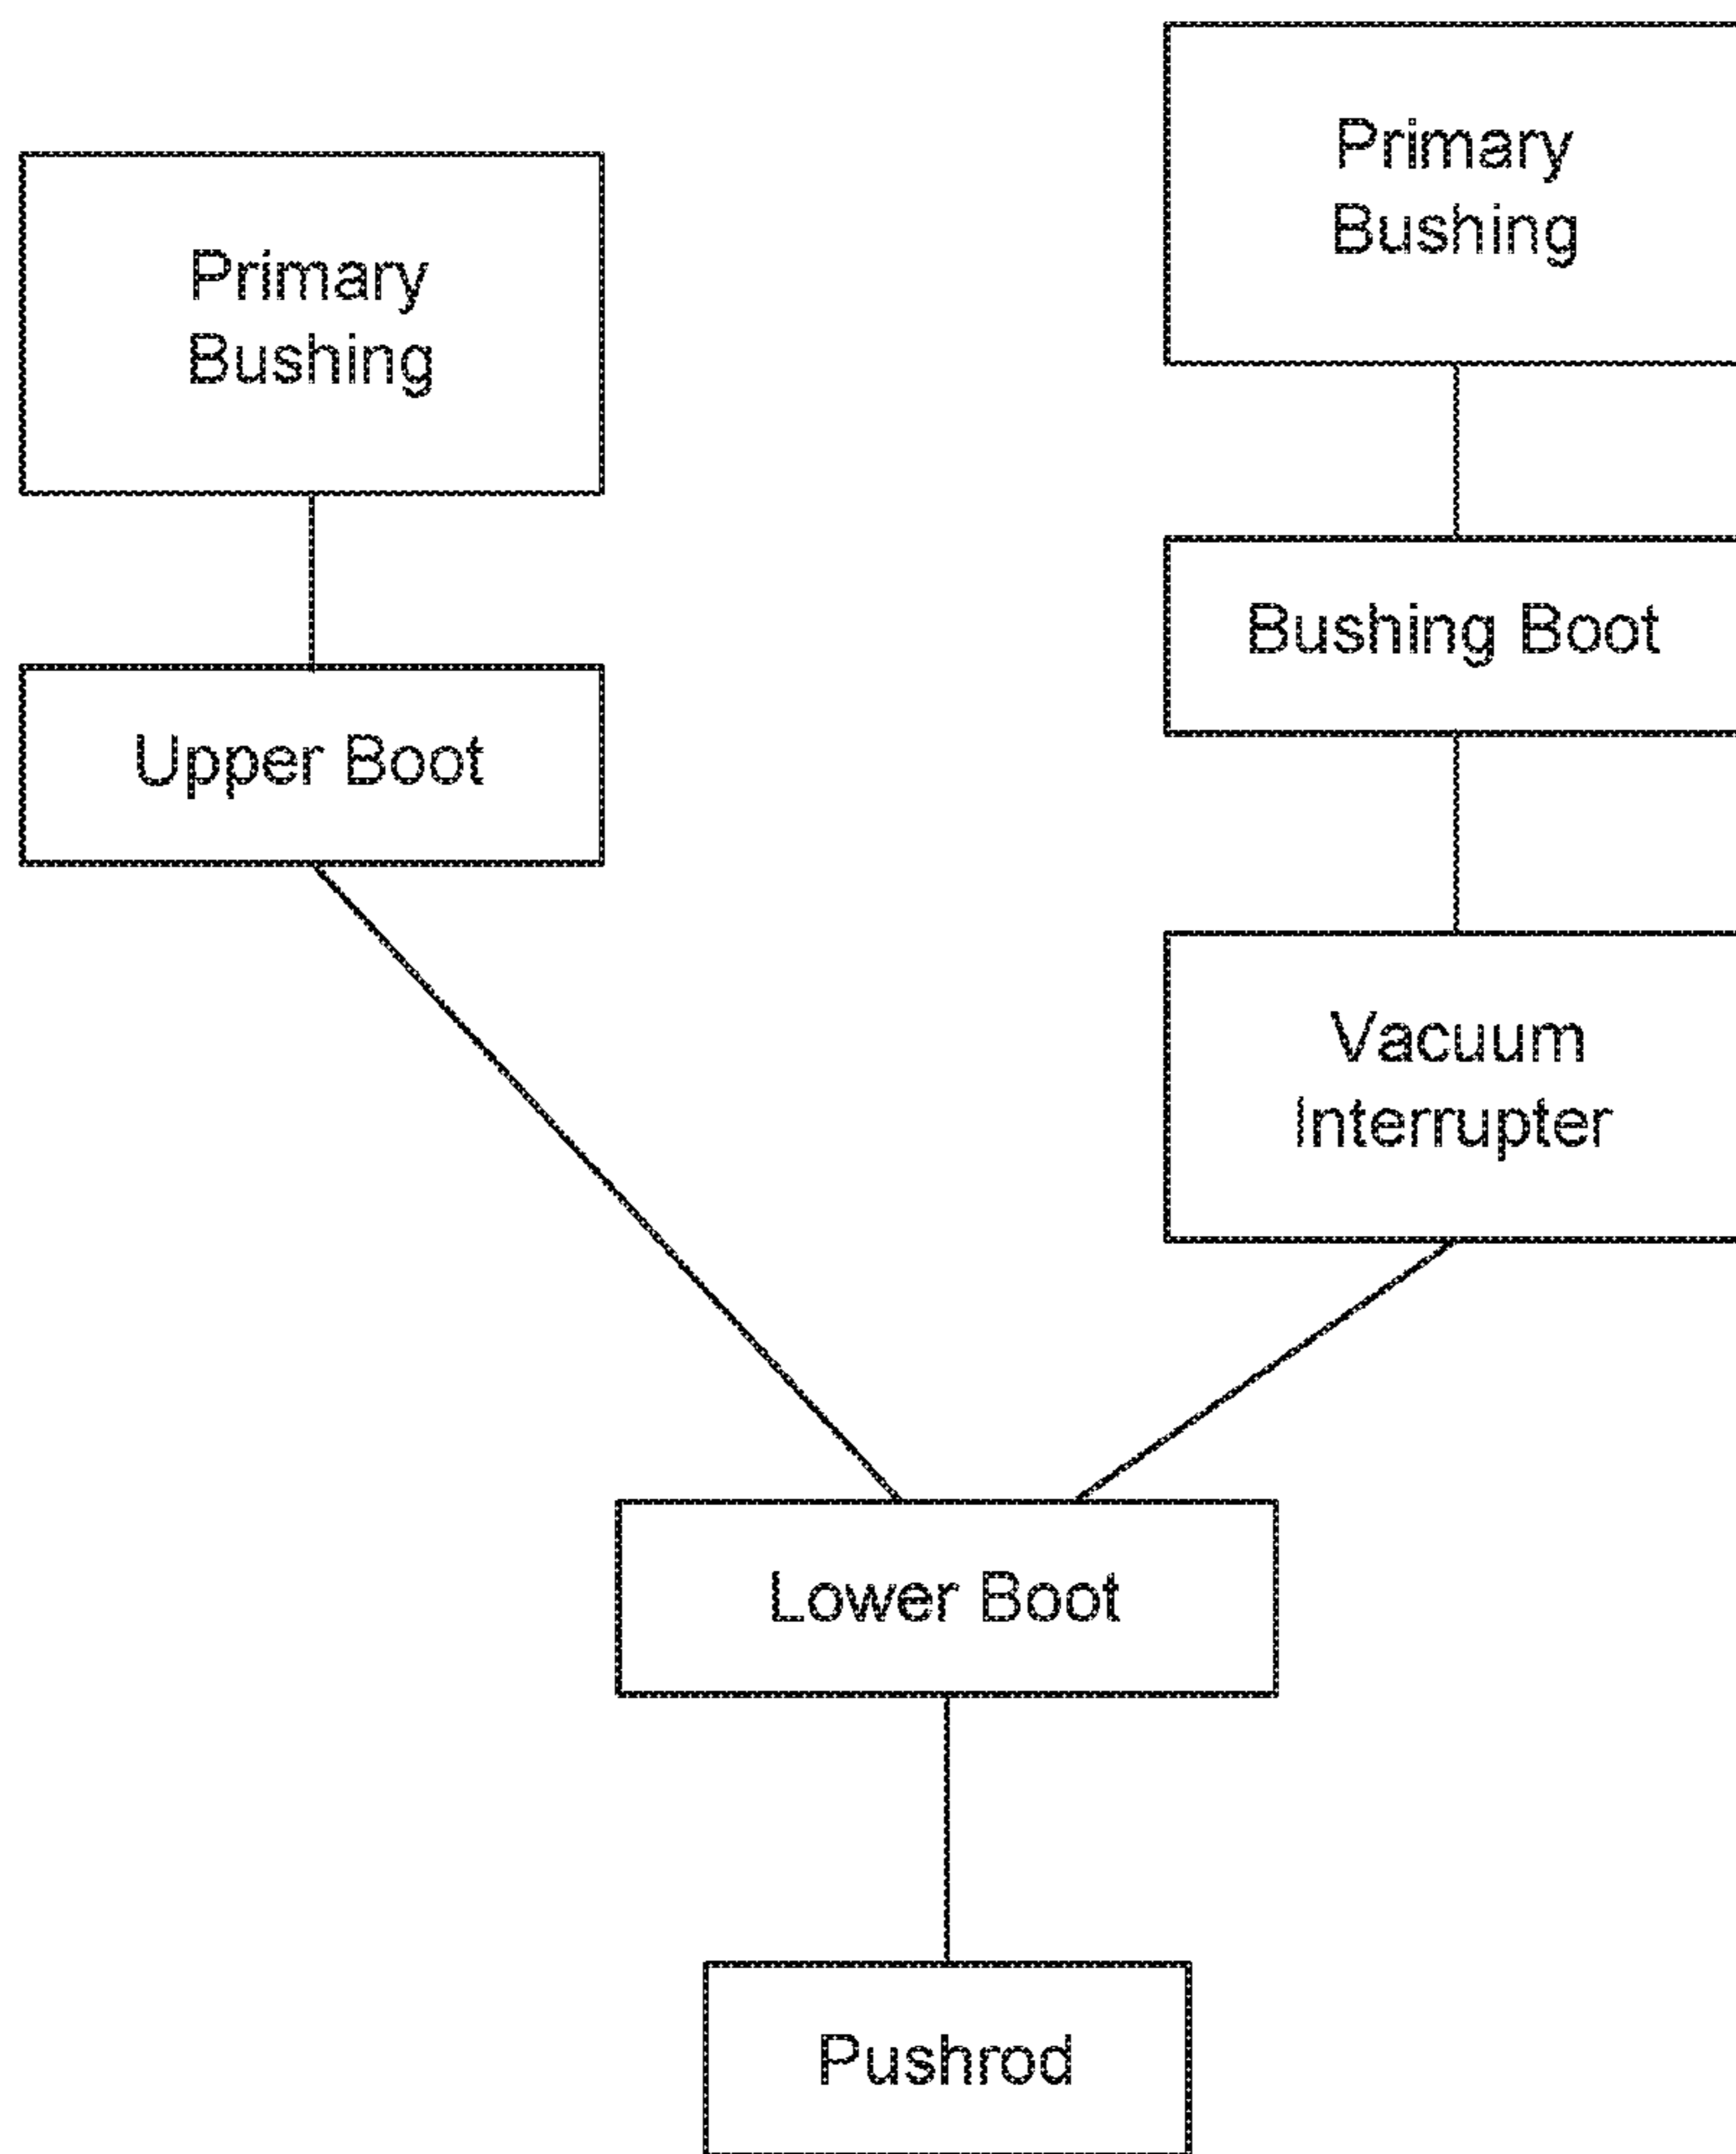 Primary
Bushing
Primary
Bushing
Upper Boot
Bushing Boot
Vacuum
Interrupter
Lower Boot
Pushrod